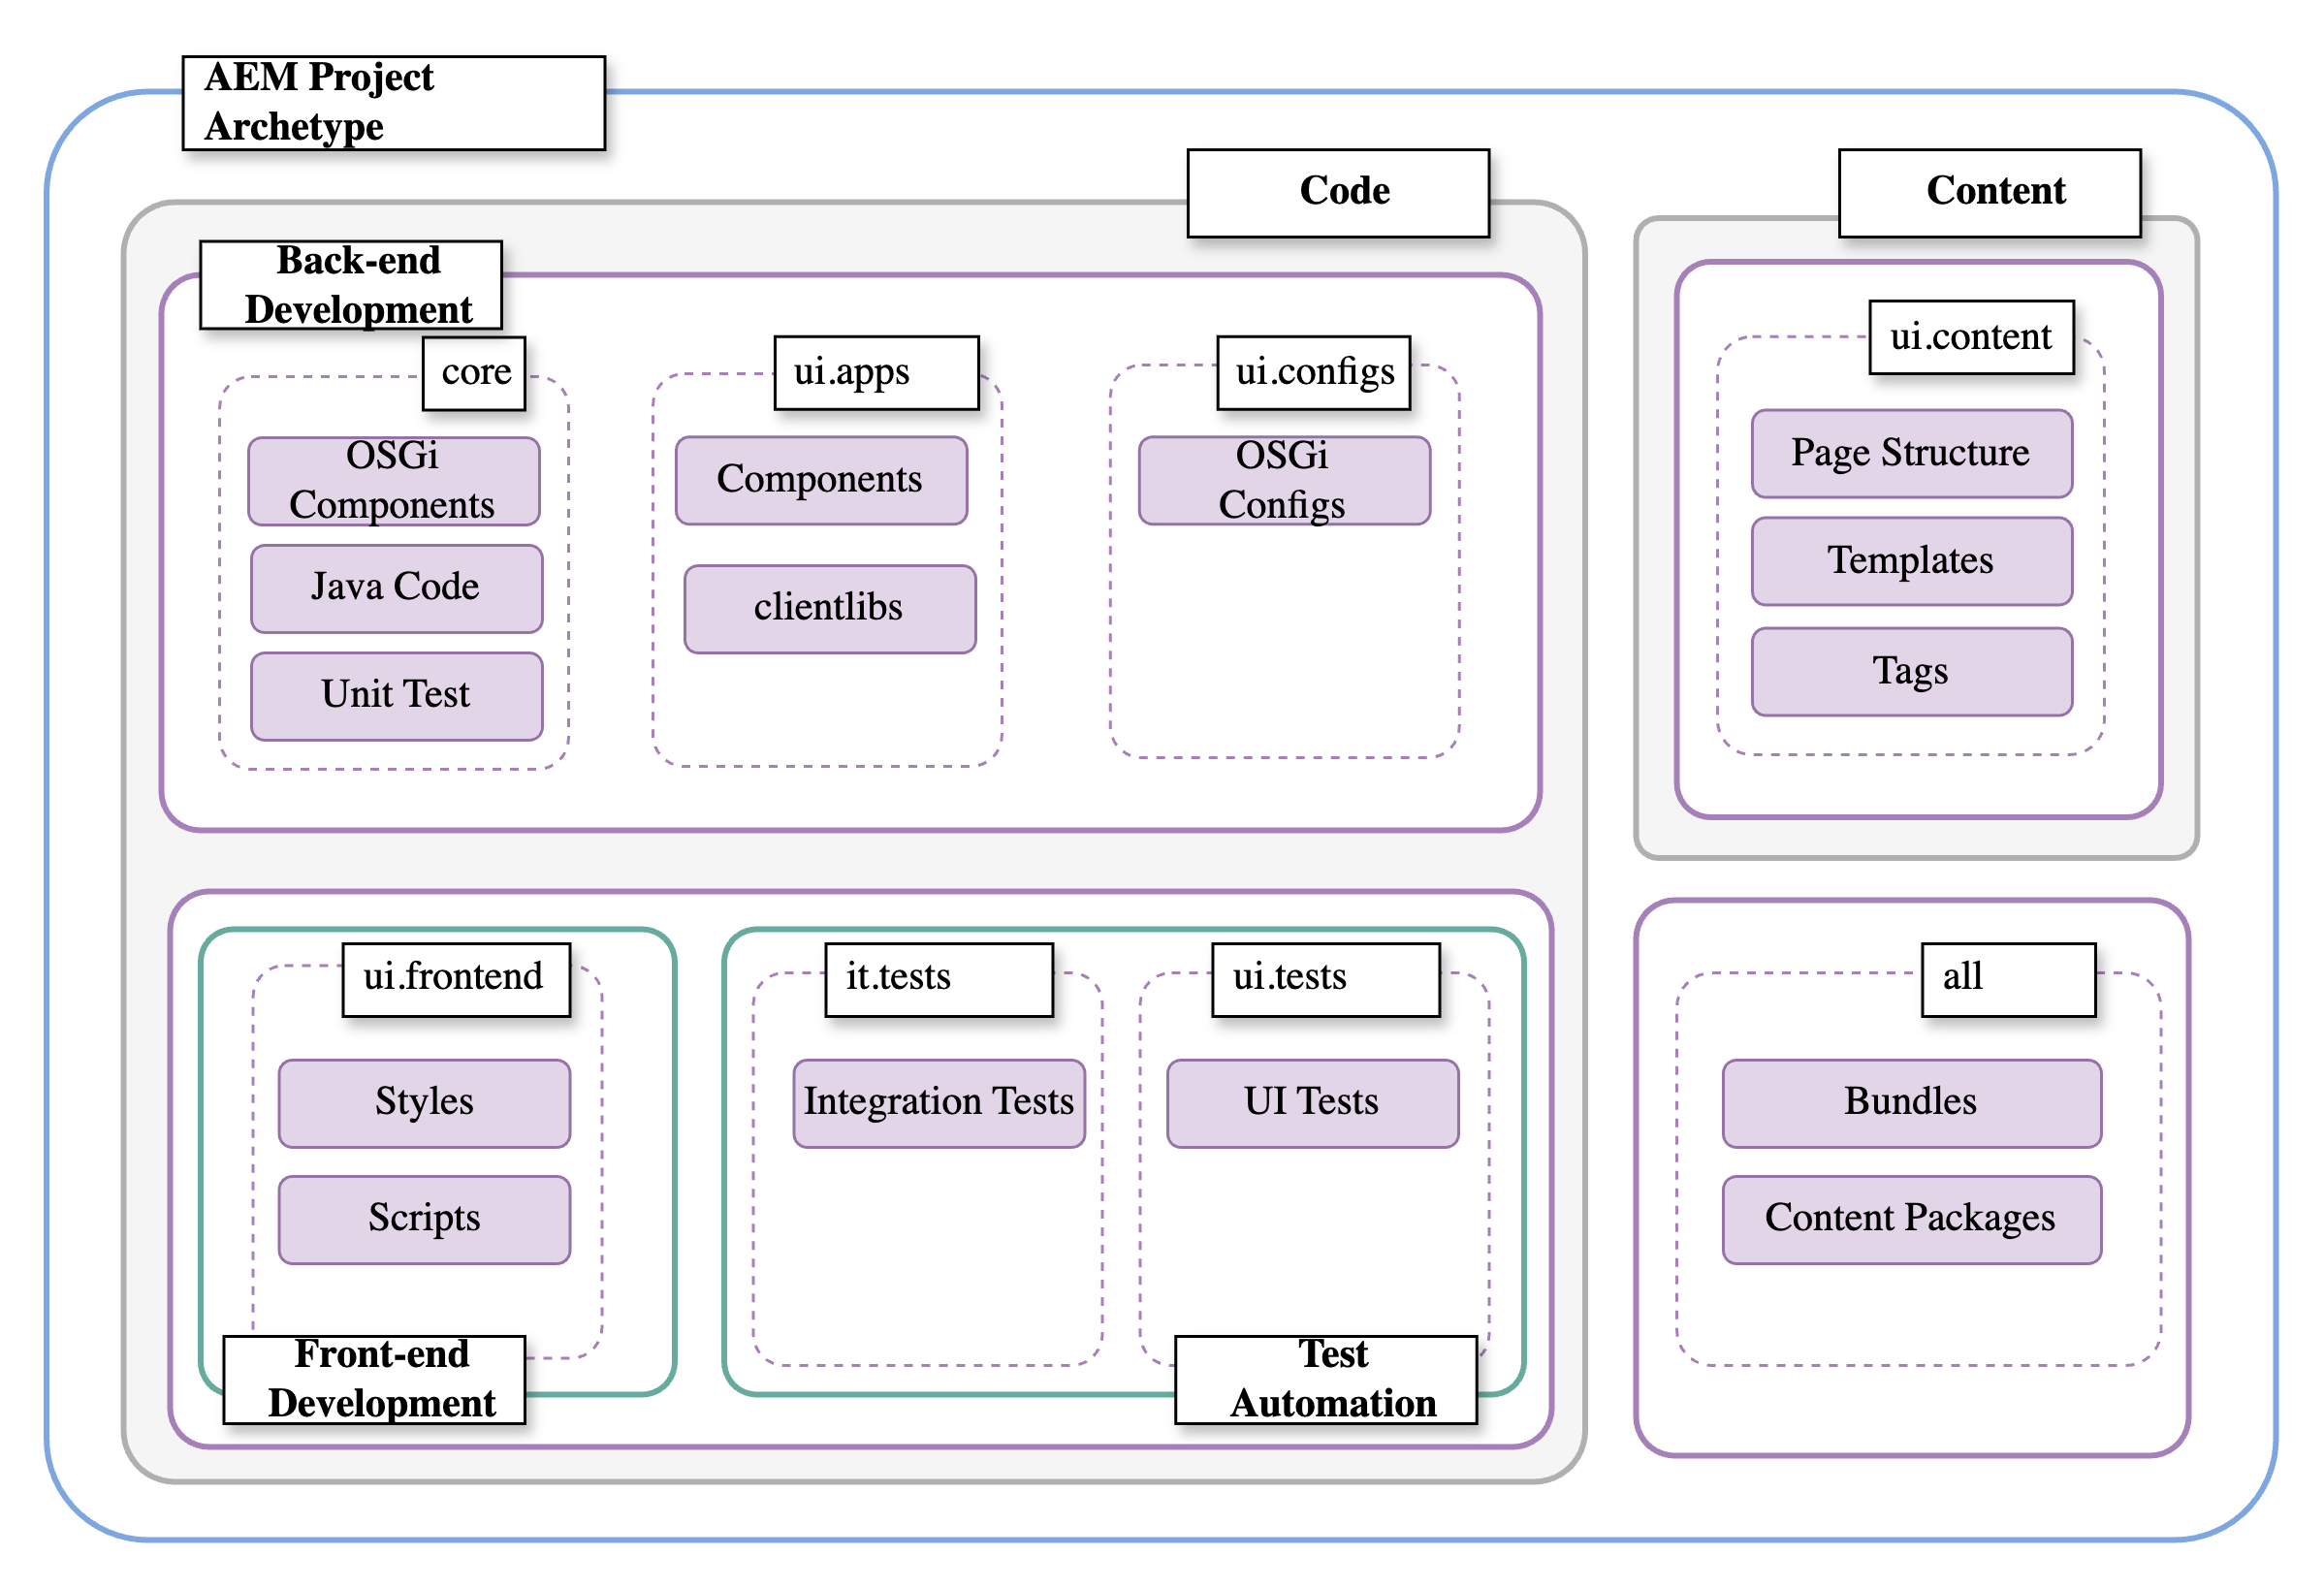 AEM Project
Archetype
Code
Content
Back-end
Development
core
OSGi
Components
Java Code
Unit Test
ui.apps
Components
clientlibs
ui.configs
OSGi
Configs
ui.content
Page Structure
Templates
Tags
ui.frontend
Styles
Scripts
Front-end
Development
it.tests
Integration Tests
ui.tests
UI Tests
Test
Automation
all
Bundles
Content Packages